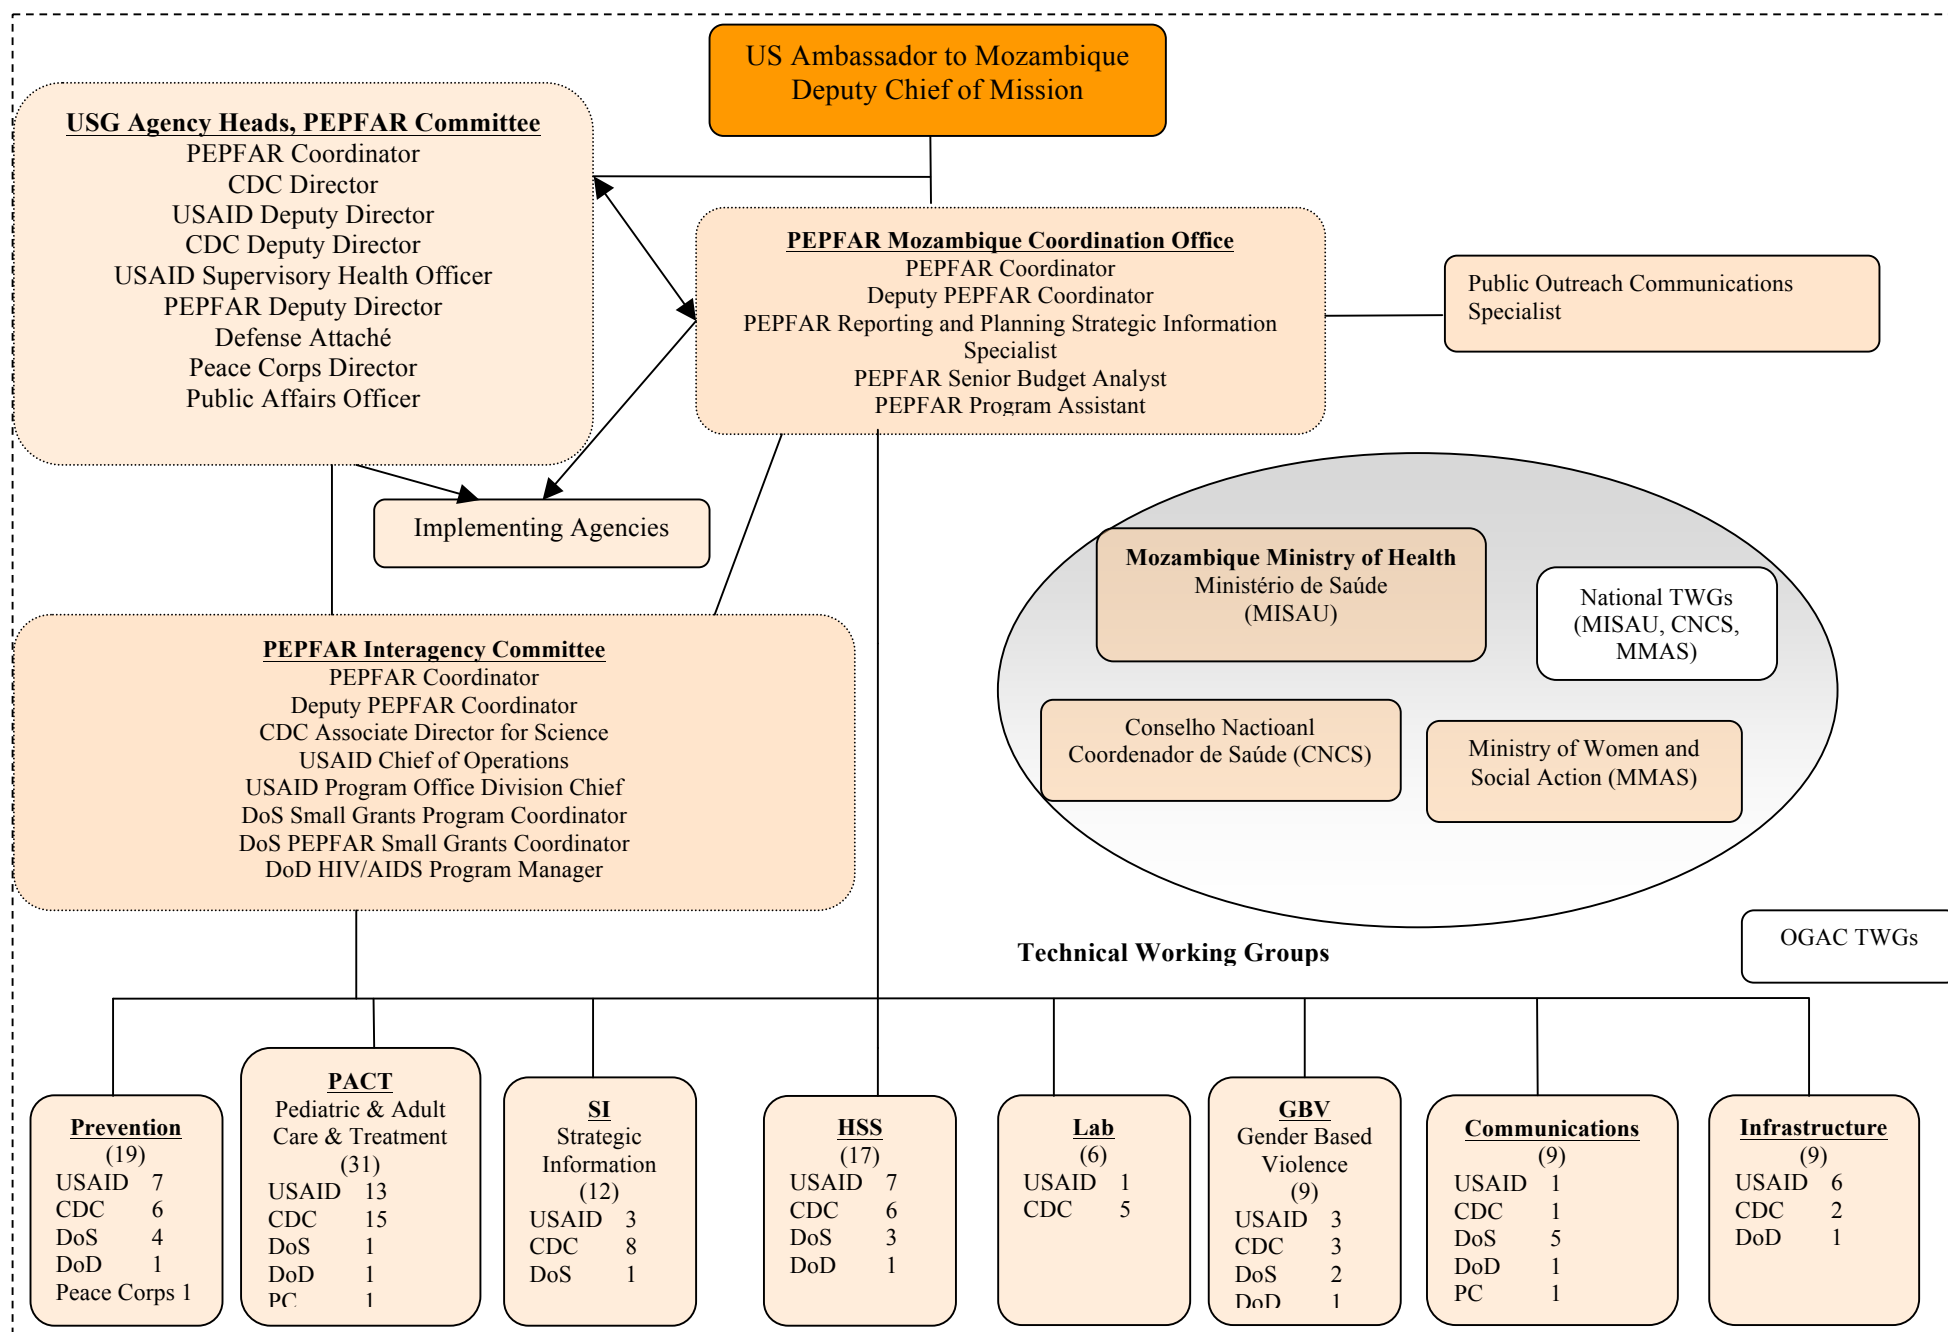 US Ambassador to Mozambique
Deputy Chief of Mission
USG Agency Heads, PEPFAR Committee
PEPFAR Coordinator
CDC Director
USAID Deputy Director
CDC Deputy Director
USAID Supervisory Health Officer
PEPFAR Deputy Director
Defense Attaché
Peace Corps Director
Public Affairs Officer
PEPFAR Mozambique Coordination Office
PEPFAR Coordinator
Deputy PEPFAR Coordinator
PEPFAR Reporting and Planning Strategic Information
Specialist
PEPFAR Senior Budget Analyst
PEPFAR Program Assistant
Public Outreach Communications
Specialist
Implementing Agencies
Mozambique Ministry of Health
Ministério de Saúde
(MISAU)
National TWGs
(MISAU, CNCS,
MMAS)
Conselho Nactioanl
Coordenador de Saúde (CNCS)
Ministry of Women and
Social Action (MMAS)
PEPFAR Interagency Committee
PEPFAR Coordinator
Deputy PEPFAR Coordinator
CDC Associate Director for Science
USAID Chief of Operations
USAID Program Office Division Chief
DoS Small Grants Program Coordinator
DoS PEPFAR Small Grants Coordinator
DoD HIV/AIDS Program Manager
OGAC TWGs
Technical Working Groups
Prevention
(19)
USAID 7
CDC 6
DoS 4
DoD 1
Peace Corps 1
PACT
Pediatric & Adult
Care & Treatment
(31)
USAID 13
CDC 15
DoS 1
DoD 1
PC 1
SI
Strategic
Information
(12)
USAID 3
CDC 8
DoS 1
HSS
(17)
USAID 7
CDC 6
DoS 3
DoD 1
Lab
(6)
USAID 1
CDC 5
GBV
Gender Based
Violence
(9)
USAID 3
CDC 3
DoS 2
DoD 1
Communications
(9)
USAID 1
CDC 1
DoS 5
DoD 1
PC 1
Infrastructure
(9)
USAID 6
CDC 2
DoD 1